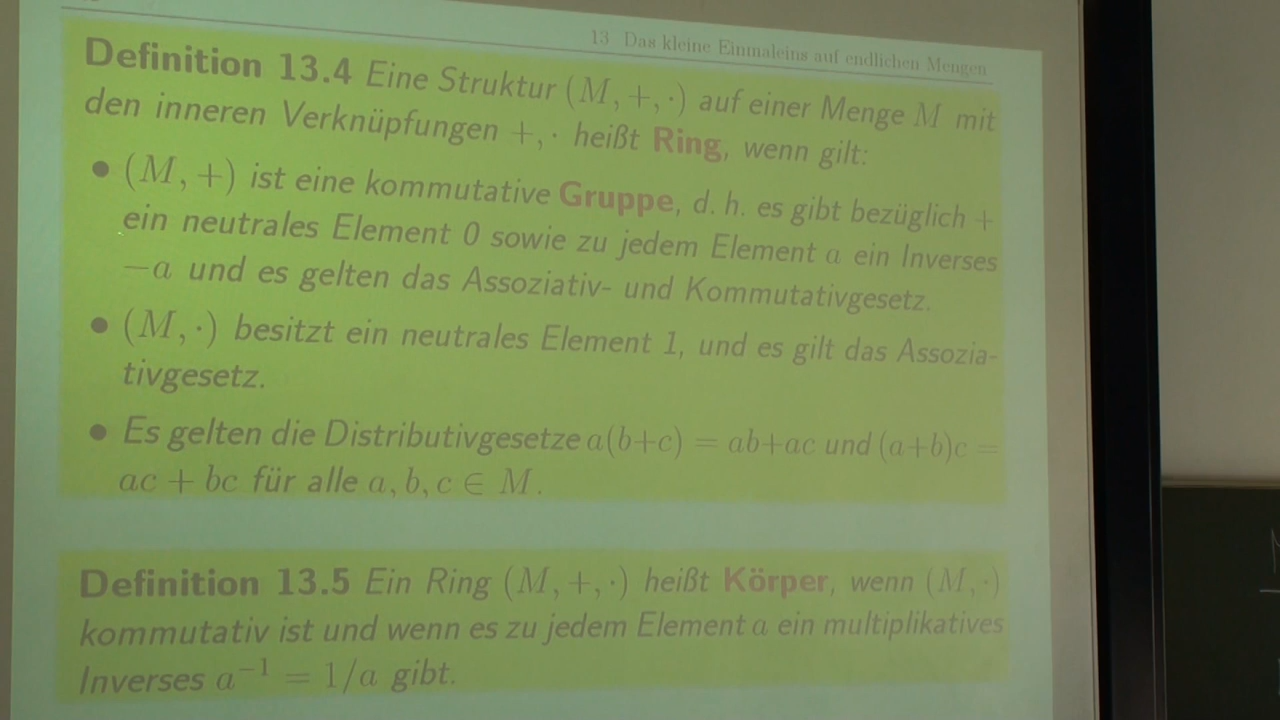 13 Das kleine Einmaleins auf endlichen Mengen
Definition 13.4 Eine Struktur (M, +, ·) auf einer Menge M mit
den inneren Verknüpfungen +, · heißt Ring, wenn gilt:
• (M, +) ist eine kommutative Gruppe, d. h. es gibt bezüglich +
ein neutrales Element 0 sowie zu jedem Element a ein Inverses
−a und es gelten das Assoziativ- und Kommutativgesetz.
• (M, ·) besitzt ein neutrales Element 1, und es gilt das Assozia-
tivgesetz.
• Es gelten die Distributivgesetze a(b+c) = ab+ac und (a+b)c =
ac + bc für alle a, b, c ∈ M.
Definition 13.5 Ein Ring (M, +, ·) heißt Körper, wenn (M, ·)
kommutativ ist und wenn es zu jedem Element a ein multiplikatives
Inverses a⁻¹ = 1/a gibt.